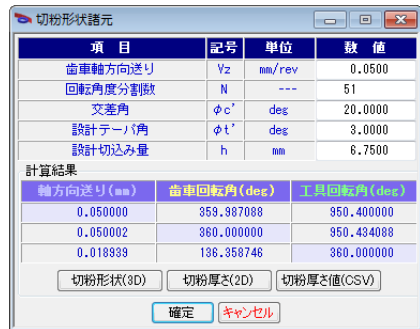 切粉形状諸元
項　目 記号 単位 数　値
歯車軸方向送り Vz mm/rev 0.0500
回転角度分割数 N --- 51
交差角 φc' deg 20.0000
設計テーパ角 φt' deg 3.0000
設計切込み量 h mm 6.7500
計算結果
軸方向送り(mm) 歯車回転角(deg) 工具回転角(deg)
0.050000 359.987088 950.400000
0.050002 360.000000 950.434088
0.018939 136.358746 360.000000
切粉形状(3D) 切粉厚さ(2D) 切粉厚さ値(CSV)
確定 キャンセル